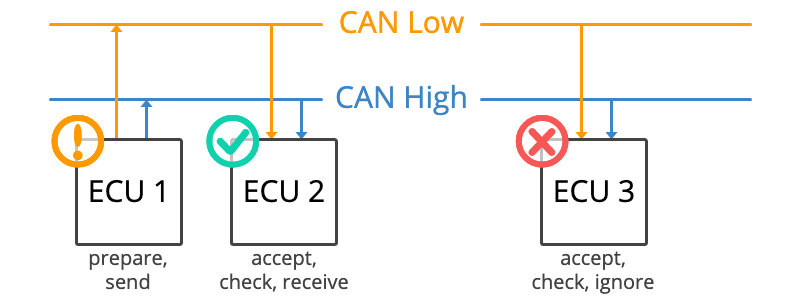 CAN Low
CAN High
ECU 1
ECU 2
ECU 3
prepare,
send
accept,
check, receive
accept,
check, ignore